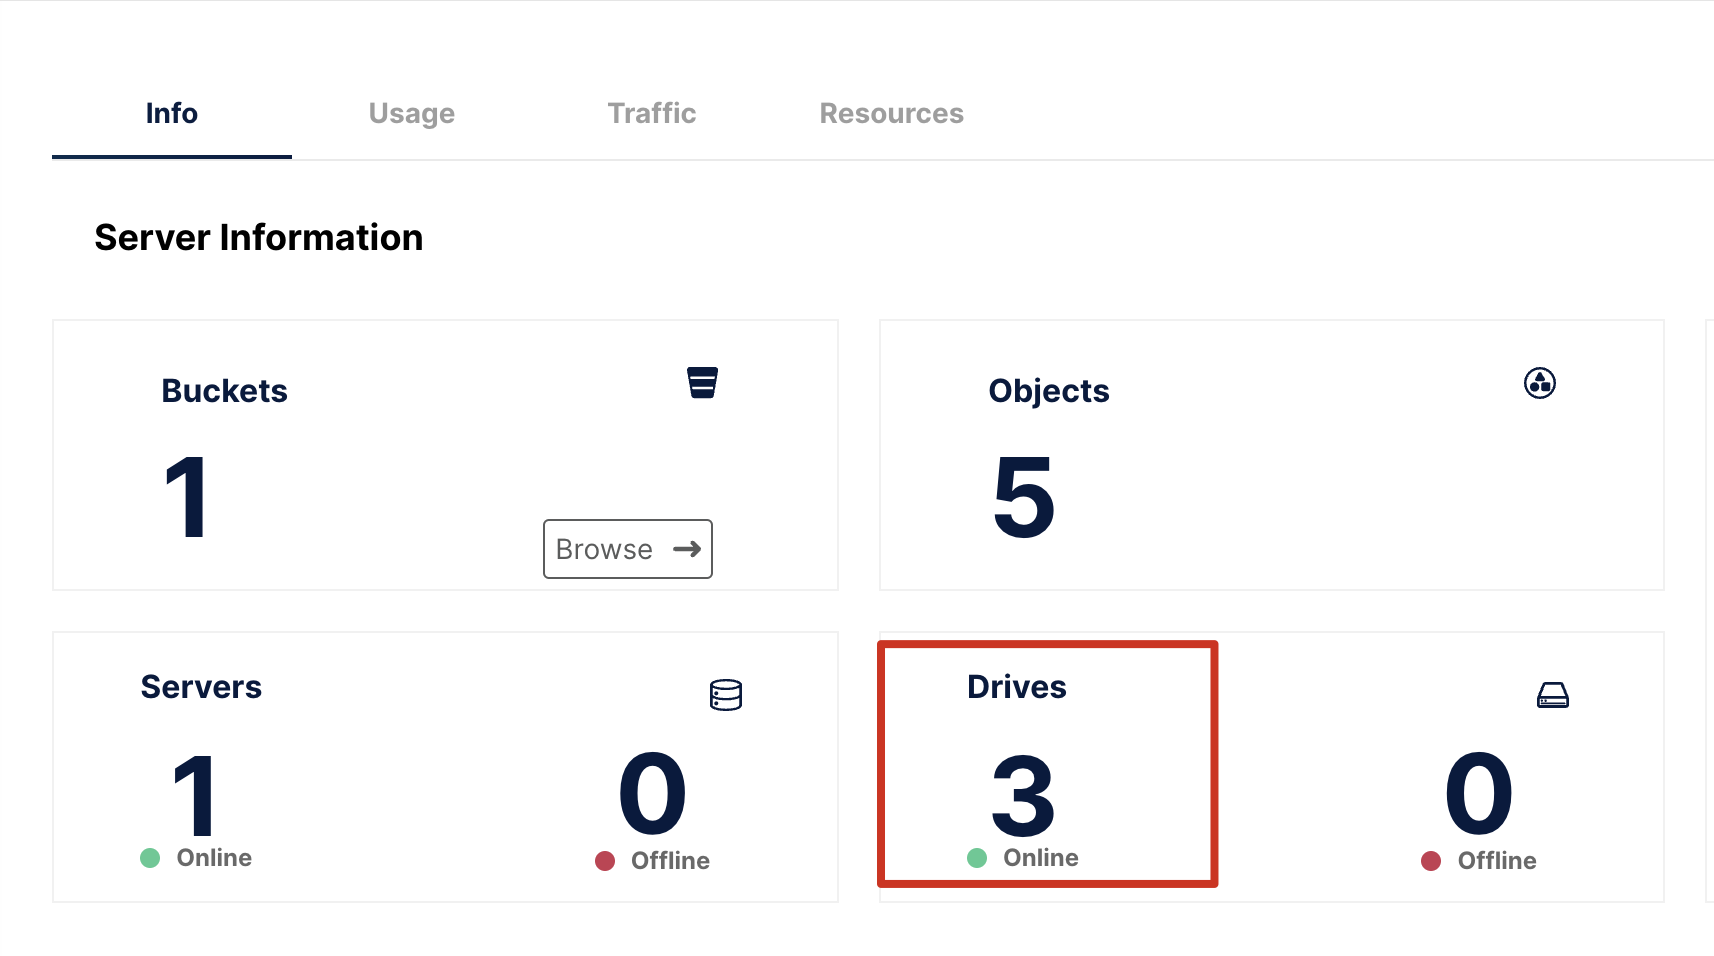 Info
Usage
Traffic
Resources
Server Information
Buckets
1
Browse
Objects
5
Servers
1
Online
0
Offline
Drives
3
Online
0
Offline